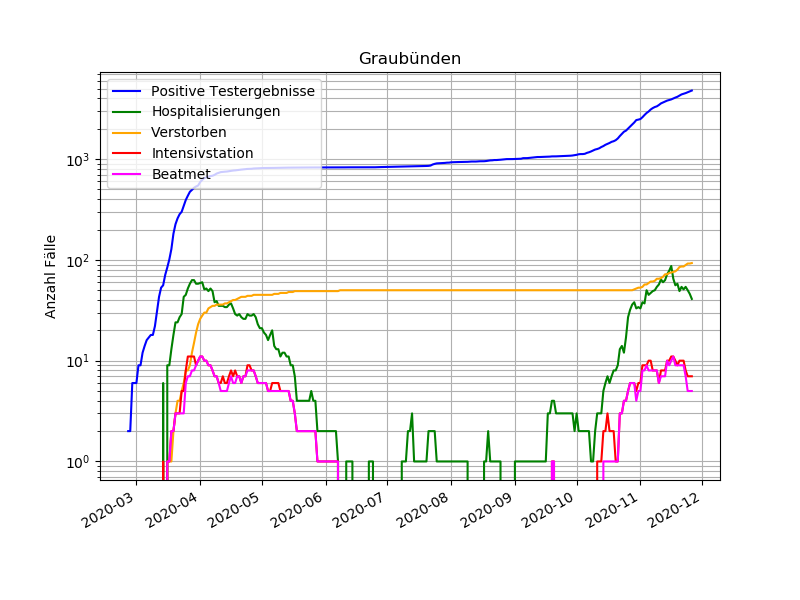 Graubünden
Positive Testergebnisse
Hospitalisierungen
Verstorben
Intensivstation
Beatmet
Anzahl Fälle
10³
10²
10¹
10⁰
2020-03
2020-04
2020-05
2020-06
2020-07
2020-08
2020-09
2020-10
2020-11
2020-12